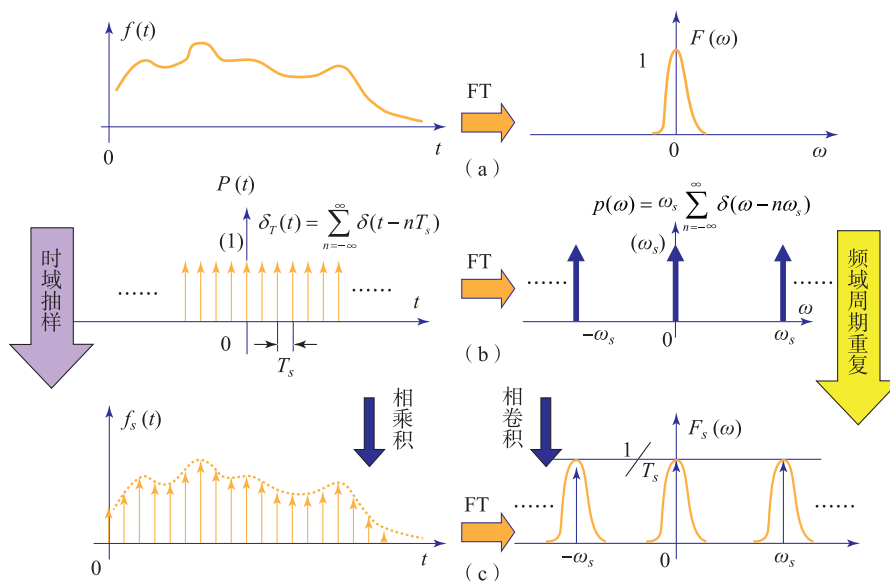 f(t)
0
t
FT
F(ω)
1
0
ω
(a)
P(t)
δ_T(t) = ∑_{n=-∞}^{∞} δ(t-nT_s)
(1)
……
……
t
0
T_s
FT
p(ω) = ω_s ∑_{n=-∞}^{∞} δ(ω-nω_s)
(ω_s)
……
……
ω
-ω_s
0
ω_s
(b)
时域抽样
频域周期重复
相乘积
相卷积
f_s(t)
0
t
FT
F_s(ω)
1/T_s
……
……
-ω_s
0
ω_s
(c)